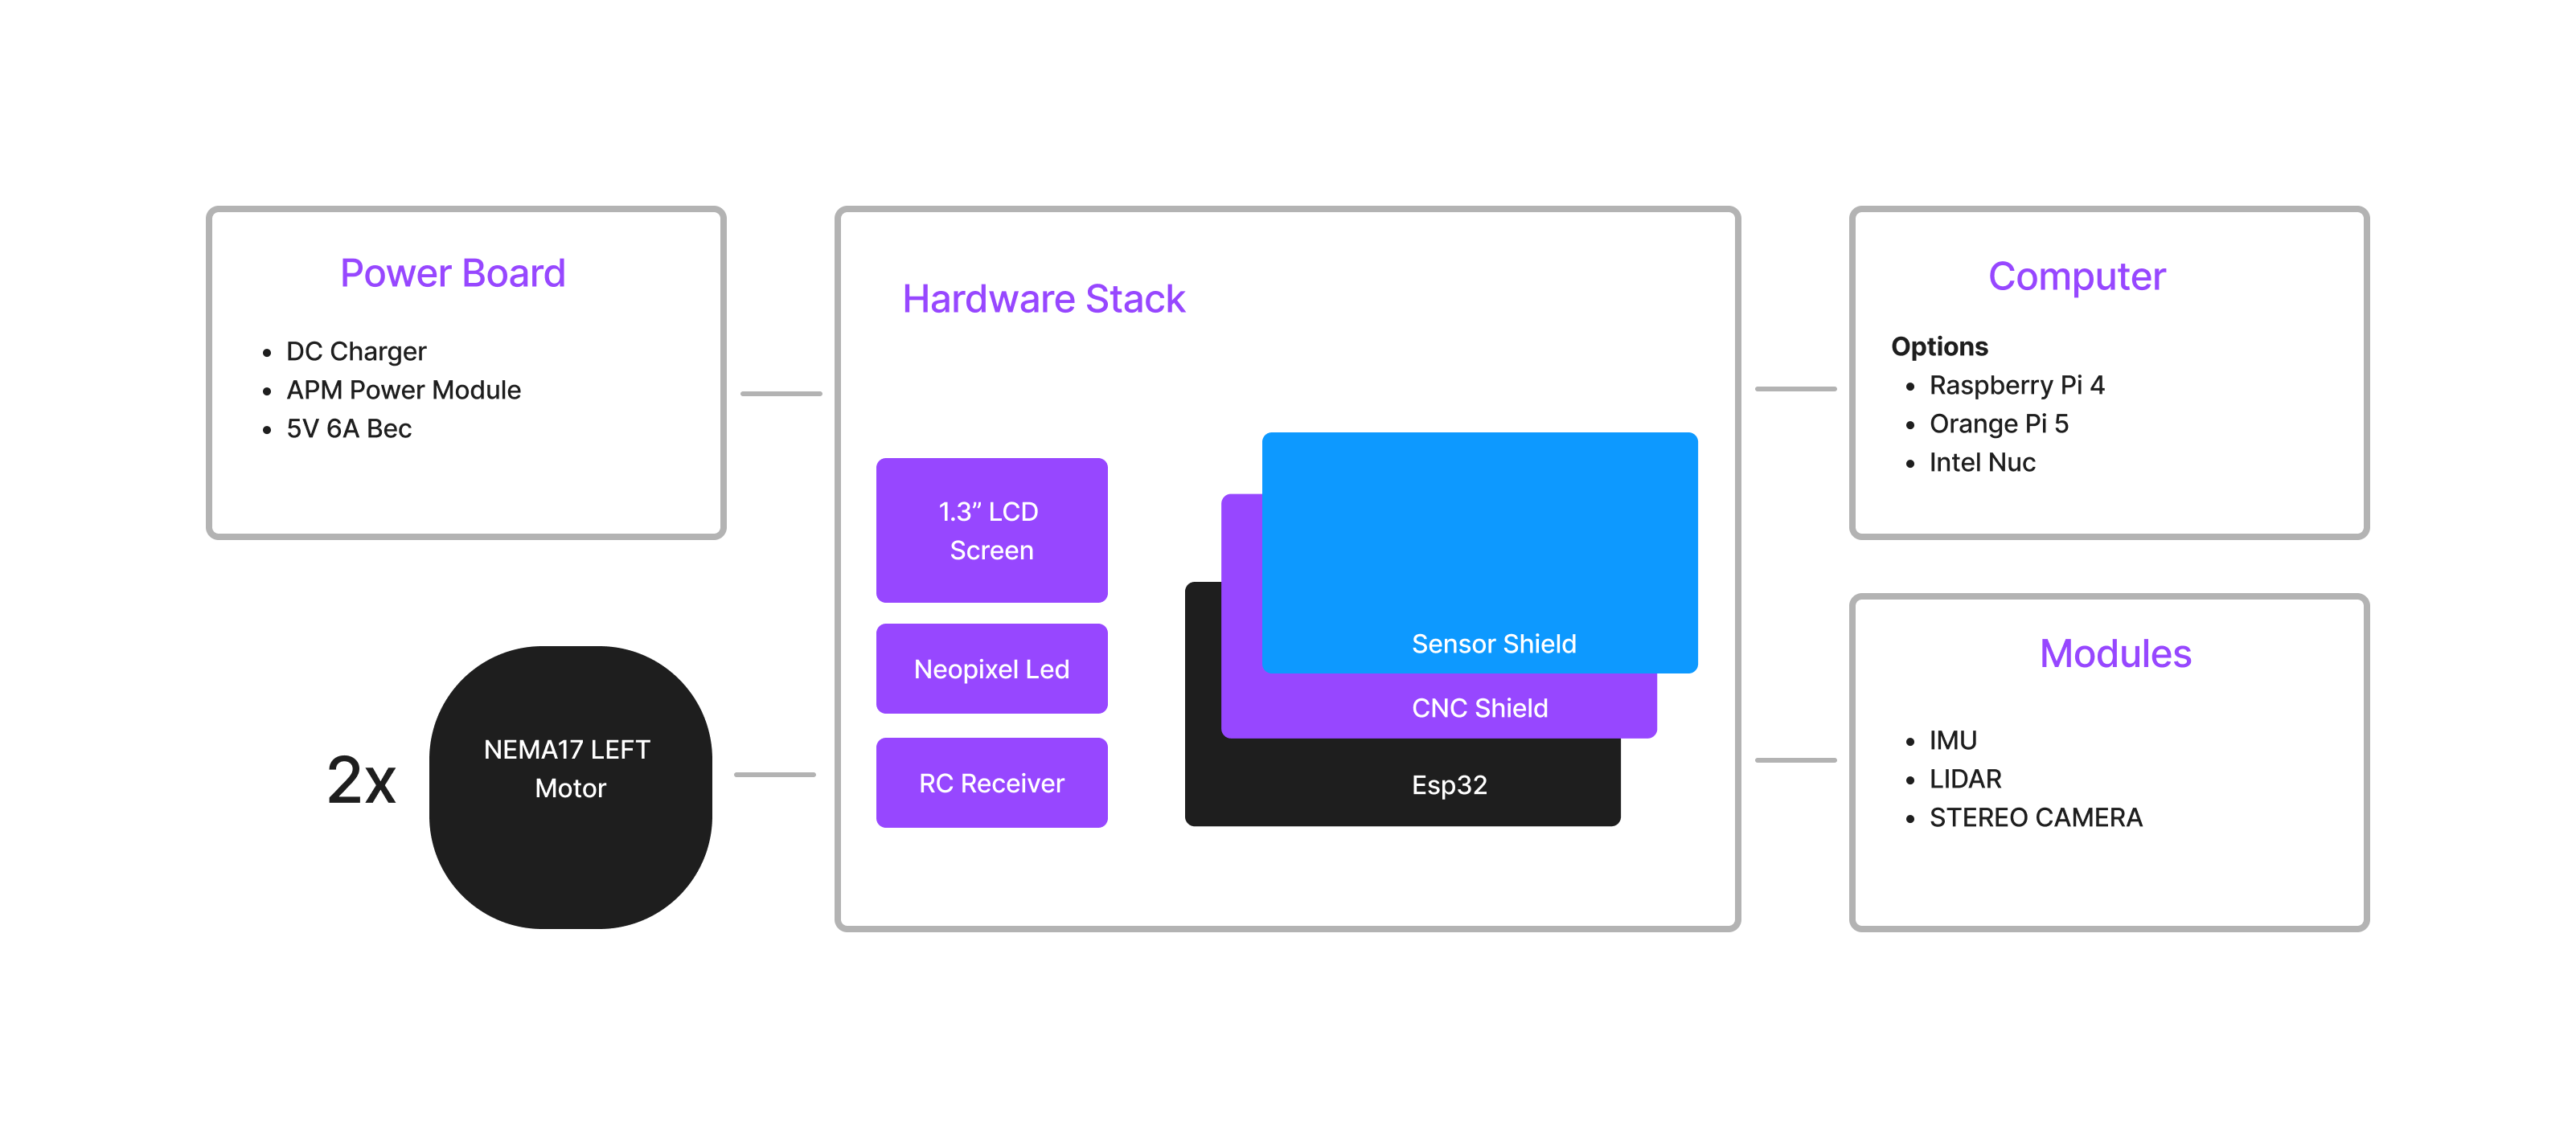 Power Board
• DC Charger
• APM Power Module
• 5V 6A Bec
2x
NEMA17 LEFT
Motor
Hardware Stack
1.3” LCD
Screen
Neopixel Led
RC Receiver
Sensor Shield
CNC Shield
Esp32
Computer
Options
• Raspberry Pi 4
• Orange Pi 5
• Intel Nuc
Modules
• IMU
• LIDAR
• STEREO CAMERA